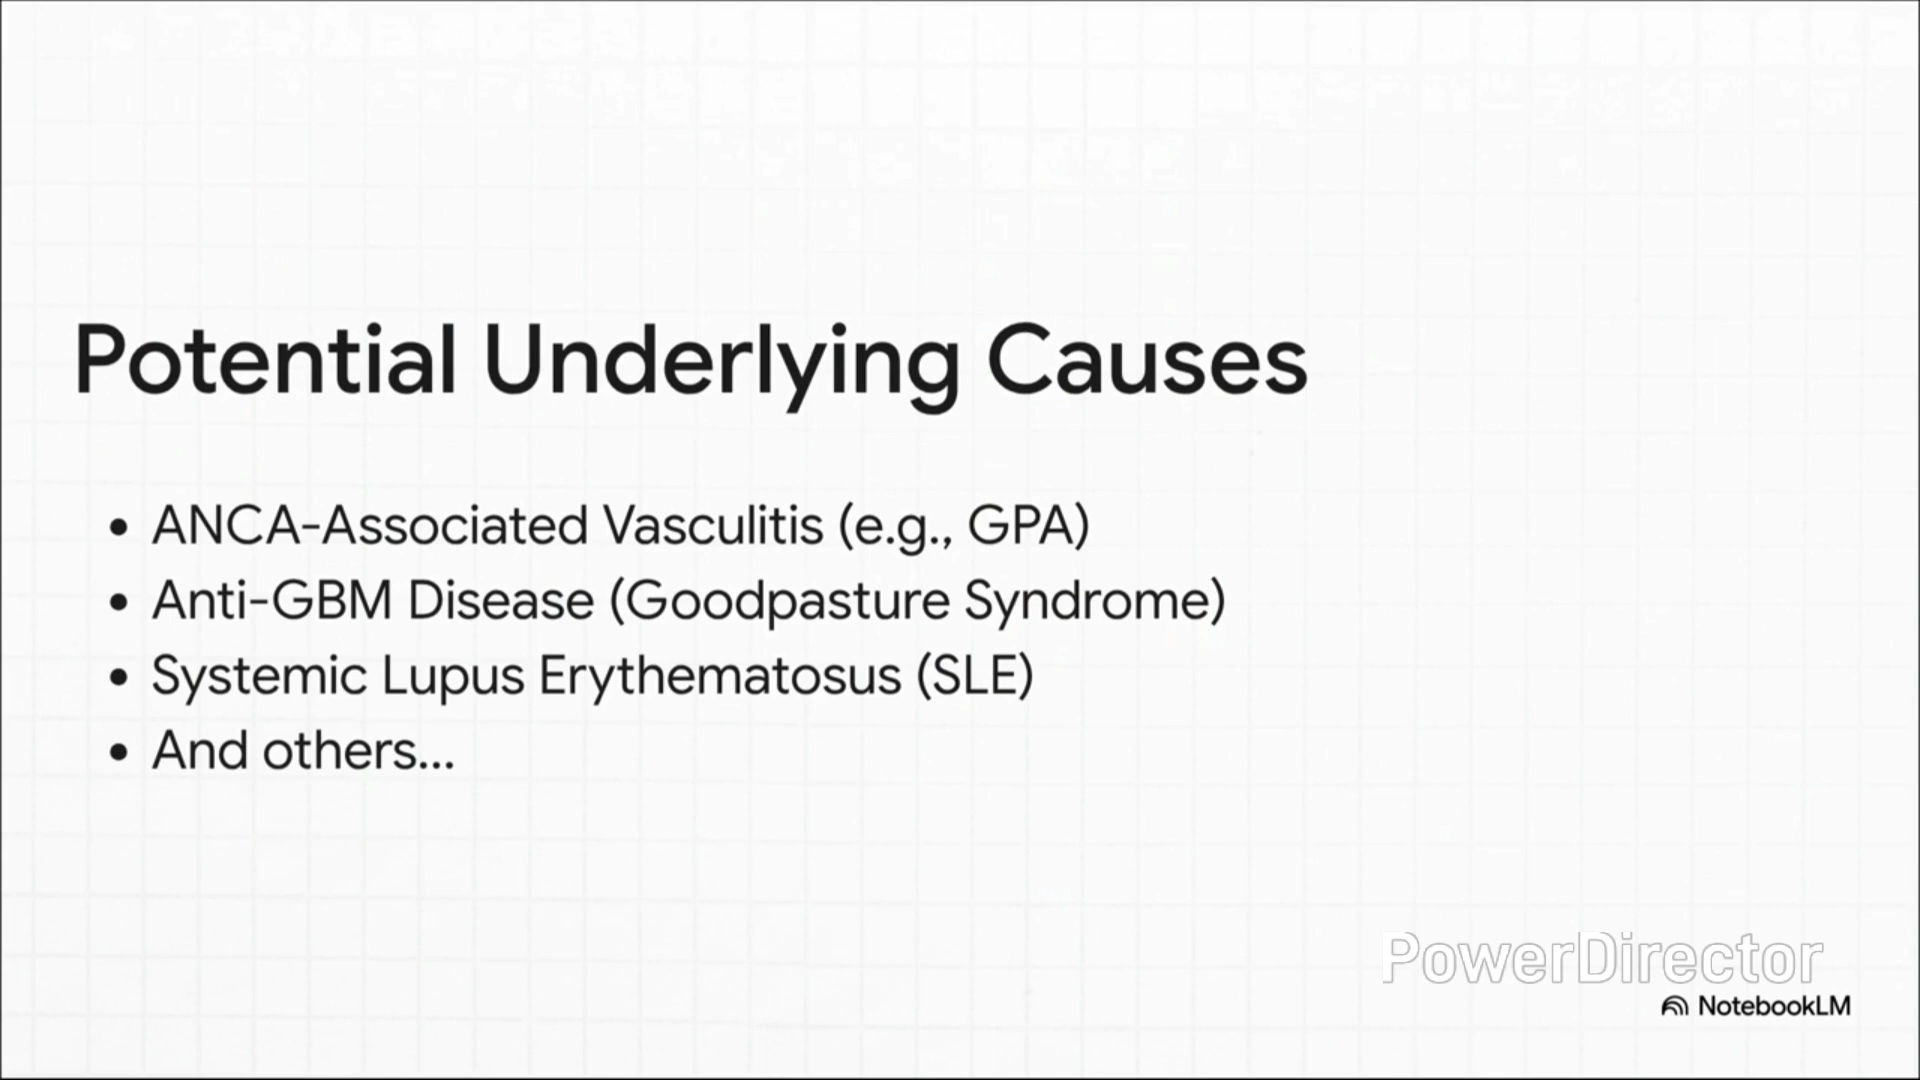 Potential Underlying Causes
• ANCA-Associated Vasculitis (e.g., GPA)
• Anti-GBM Disease (Goodpasture Syndrome)
• Systemic Lupus Erythematosus (SLE)
• And others...
PowerDirector
NotebookLM